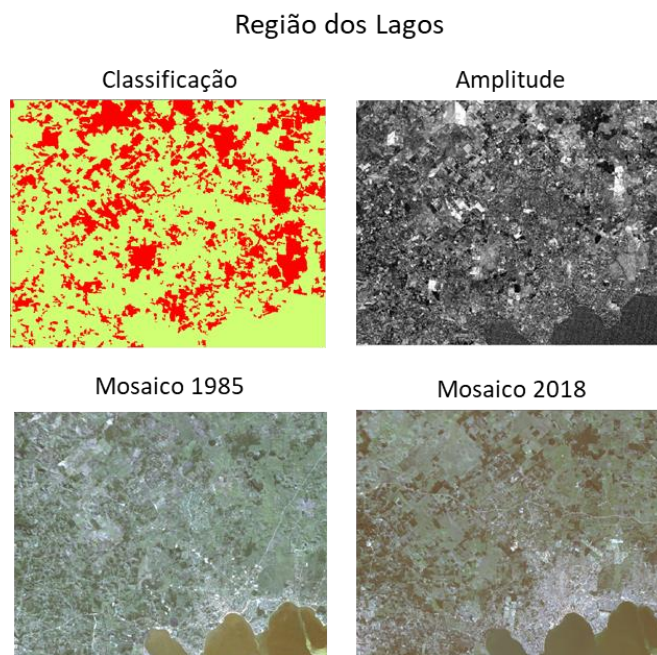 Região dos Lagos
Classificação
Amplitude
Mosaico 1985
Mosaico 2018